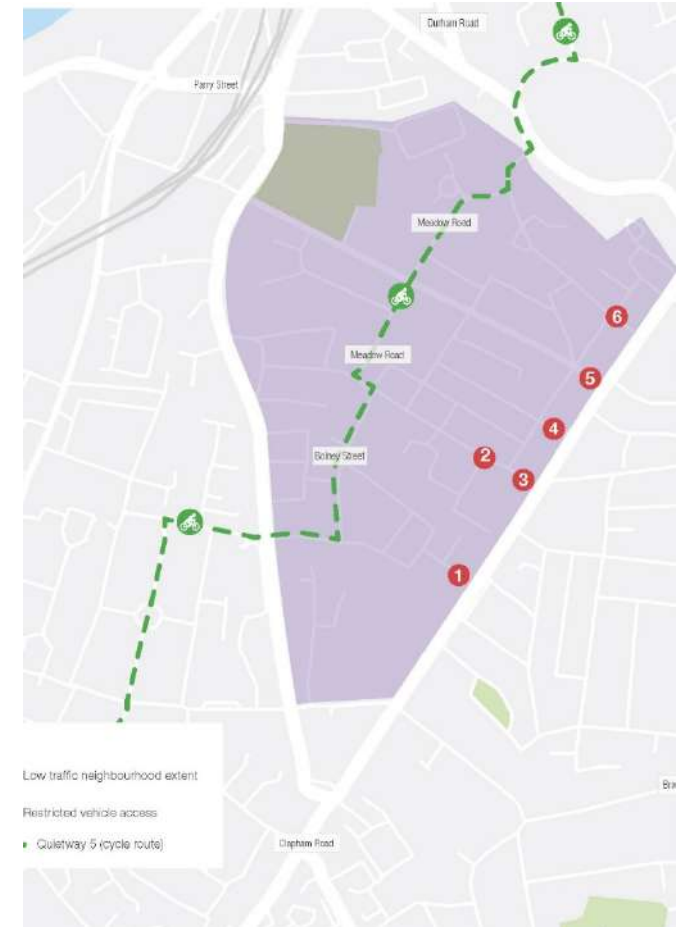 Durham Road
Parry Street
Meadow Road
6
5
Meadow Road
4
Bolney Street
2
3
1
Low traffic neighbourhood extent
Restricted vehicle access
Quietway 5 (cycle route)
Clapham Road